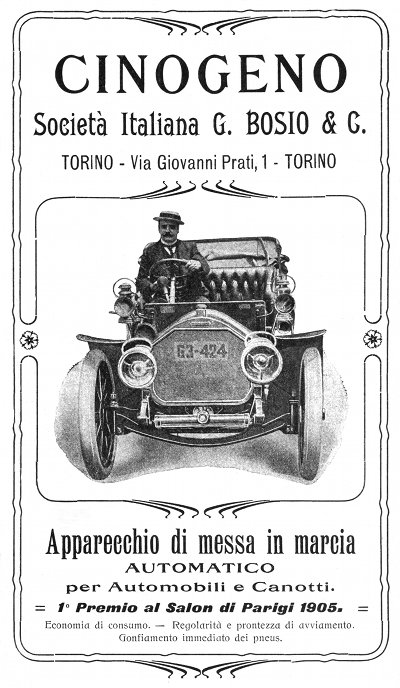 CINOGENO
Società Italiana G. BOSIO & C.
TORINO - Via Giovanni Prati, 1 - TORINO
G3-424
Apparecchio di messa in marcia
AUTOMATICO
per Automobili e Canotti.
= 1° Premio al Salon di Parigi 1905. =
Economia di consumo. — Regolarità e prontezza di avviamento.
Gonfiamento immediato dei pneus.